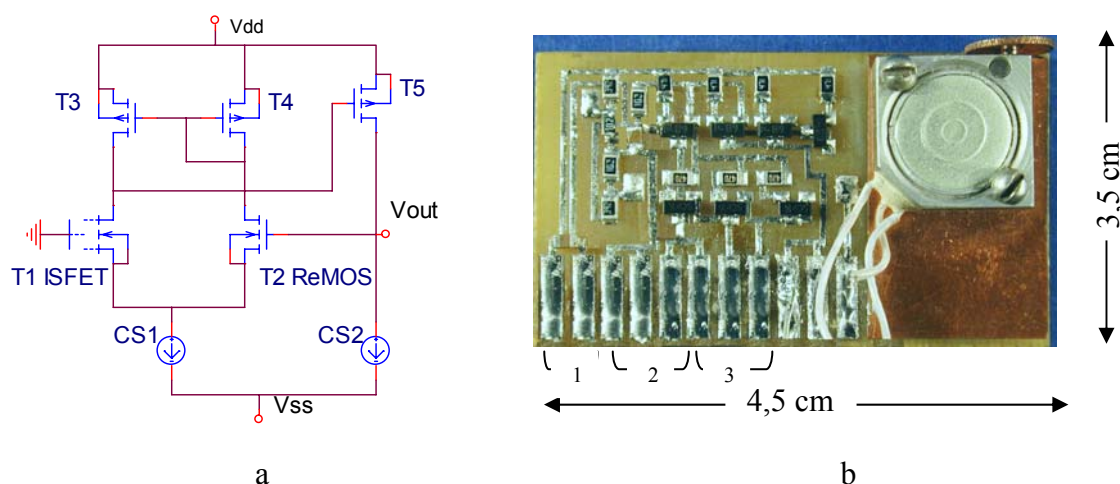 Vdd
T3
T4
T5
Vout
T1 ISFET
T2 ReMOS
CS1
CS2
Vss
a
3,5 cm
1
2
3
4,5 cm
b